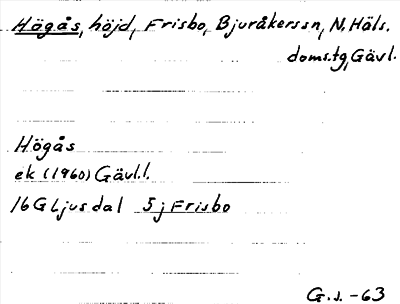 Högås, höjd, Frisbo, Bjuråkerssn, N. Häls.
doms.tg, Gävl.
Högås
ek (1960) Gävl.l.
16G Ljusdal 5j Frisbo
G.s. -63